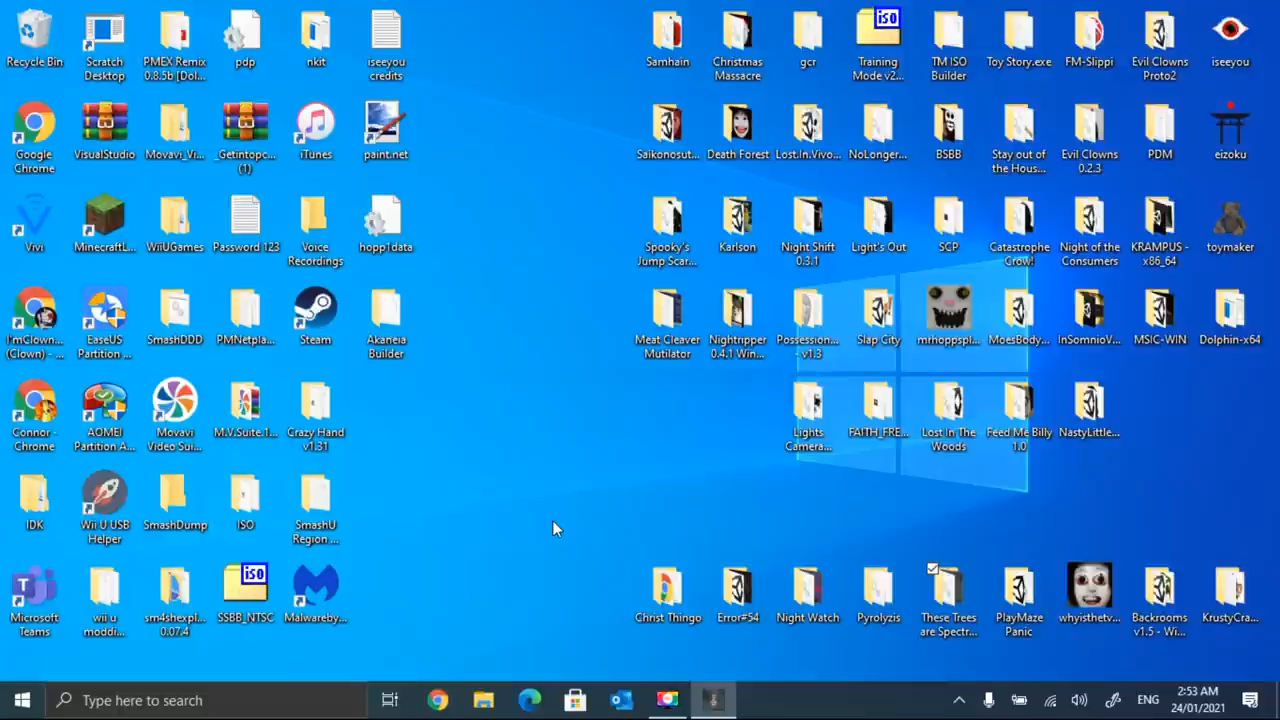 Recycle Bin
Scratch
Desktop
PMEX Remix
0.8.5b [Dol...
pdp
nkit
iseeyou
credits
Samhain
Christmas
Massacre
gcr
iso
Training
Mode v2...
TM ISO
Builder
Toy Story.exe
FM-Slippi
Evil Clowns
Proto2
iseeyou
Google
Chrome
VisualStudio
Movavi_Vi...
_Getintopc...
(1)
iTunes
paint.net
Saikonosut...
Death Forest
Lost.In.Vivo...
NoLonger...
BSBB
Stay out of
the Hous...
Evil Clowns
0.2.3
PDM
eizoku
Vivi
MinecraftL...
WiiUGames
Password 123
Voice
Recordings
hopp1data
Spooky's
Jump Scar...
Karlson
Night Shift
0.3.1
Light's Out
SCP
Catastrophe
Crow!
Night of the
Consumers
KRAMPUS -
x86_64
toymaker
I'mClown...
(Clown) - ...
EaseUS
Partition ...
SmashDDD
PMNetpla...
Steam
Akaneia
Builder
Meat Cleaver
Mutilator
Nightripper
0.4.1 Win...
Possession...
- v1.3
Slap City
mrhoppspl...
MoesBody...
InSomnioV...
MSIC-WIN
Dolphin-x64
Connor -
Chrome
AOMEI
Partition A...
Movavi
Video Sui...
M.V.Suite.1...
Crazy Hand
v1.31
Lights
Camera...
FAITH_FRE...
Lost In The
Woods
Feed Me Billy
1.0
NastyLittle...
IDK
Wii U USB
Helper
SmashDump
ISO
SmashU
Region ...
Microsoft
Teams
wii u
moddi...
sm4shexpl...
0.07.4
iso
SSBB_NTSC
Malwareby...
Christ Thingo
Error#54
Night Watch
Pyrolyzis
These Trees
are Spectr...
PlayMaze
Panic
whyisthetv...
Backrooms
v1.5 - Wi...
KrustyCra...
Type here to search
ENG
2:53 AM
24/01/2021